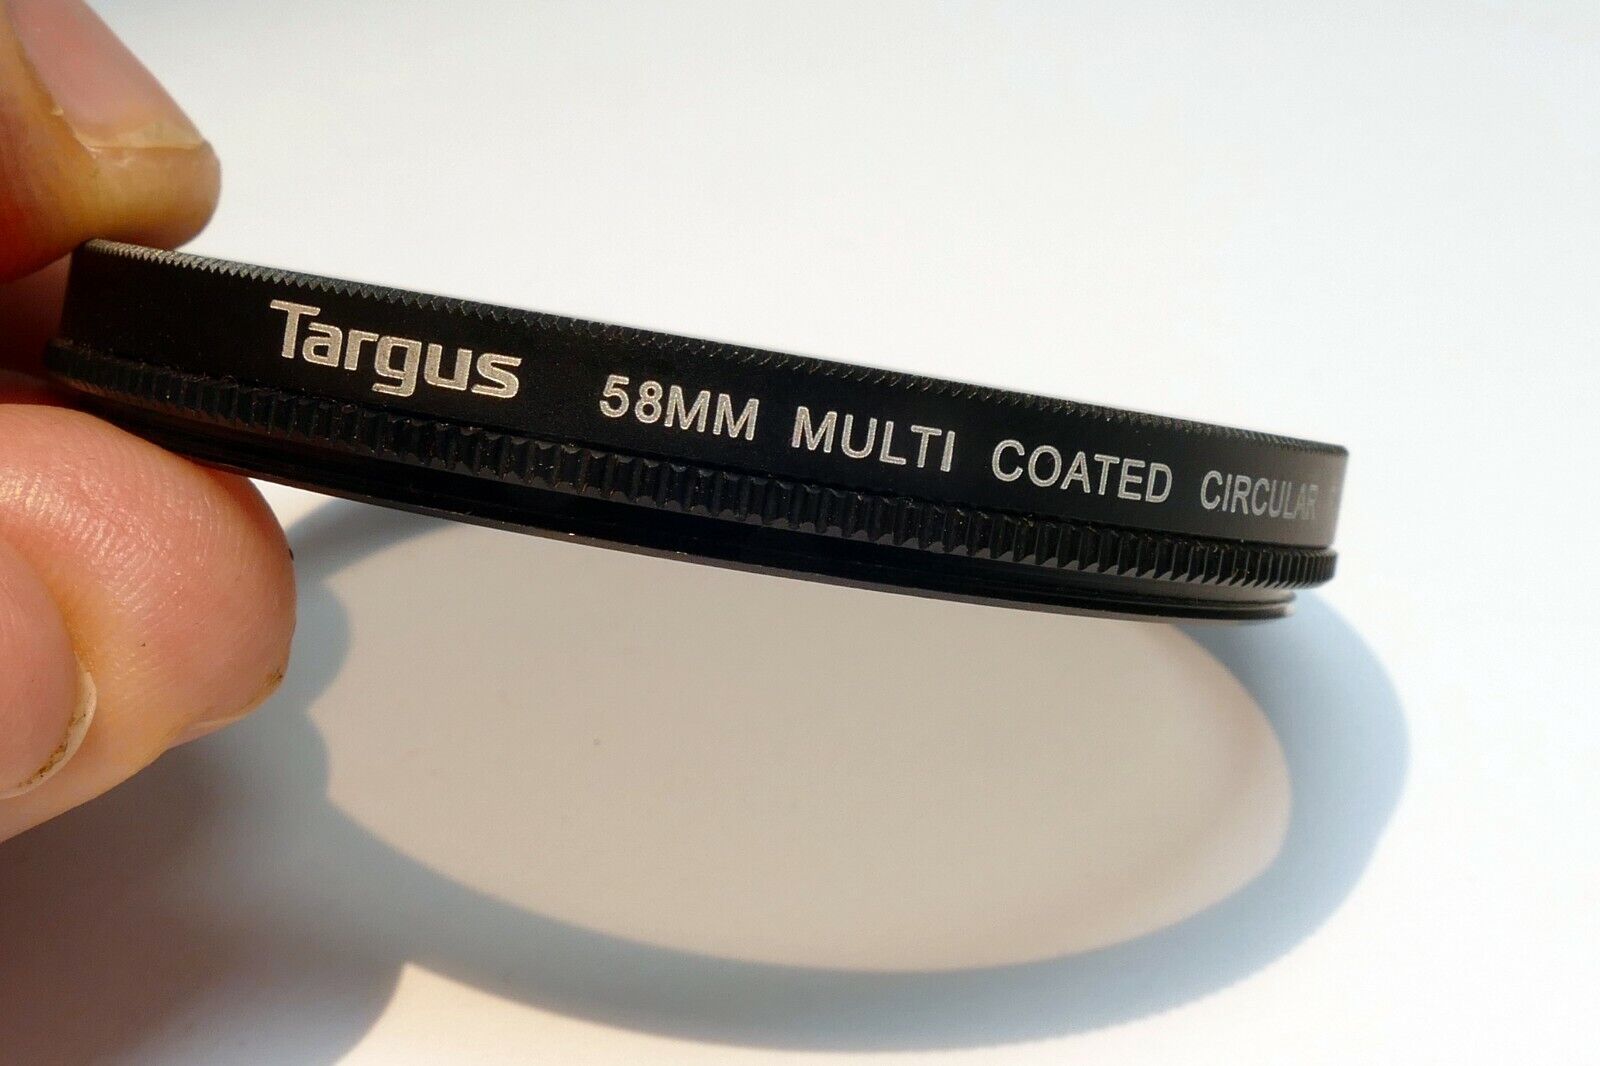 Targus 58MM MULTI COATED CIRCULAR